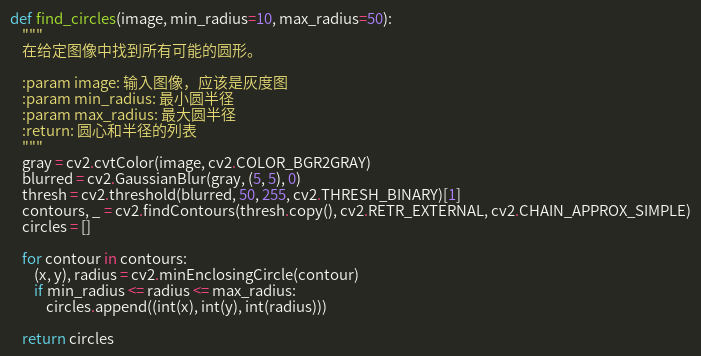 def find_circles(image, min_radius=10, max_radius=50):
"""
在给定图像中找到所有可能的圆形。
:param image: 输入图像，应该是灰度图
:param min_radius: 最小圆半径
:param max_radius: 最大圆半径
:return: 圆心和半径的列表
"""
gray = cv2.cvtColor(image, cv2.COLOR_BGR2GRAY)
blurred = cv2.GaussianBlur(gray, (5, 5), 0)
thresh = cv2.threshold(blurred, 50, 255, cv2.THRESH_BINARY)[1]
contours, _ = cv2.findContours(thresh.copy(), cv2.RETR_EXTERNAL, cv2.CHAIN_APPROX_SIMPLE)
circles = []
for contour in contours:
(x, y), radius = cv2.minEnclosingCircle(contour)
if min_radius <= radius <= max_radius:
circles.append((int(x), int(y), int(radius)))
return circles